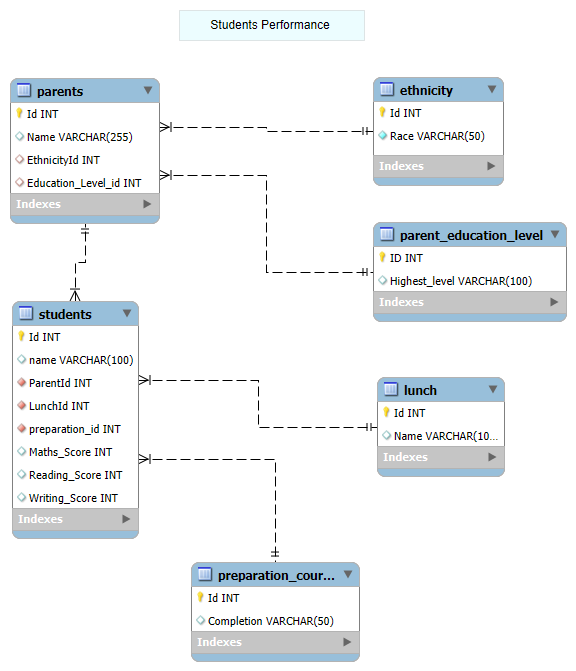 Students Performance
parents
Id INT
Name VARCHAR(255)
EthnicityId INT
Education_Level_id INT
Indexes
ethnicity
Id INT
Race VARCHAR(50)
Indexes
parent_education_level
ID INT
Highest_level VARCHAR(100)
Indexes
students
Id INT
name VARCHAR(100)
ParentId INT
LunchId INT
preparation_id INT
Maths_Score INT
Reading_Score INT
Writing_Score INT
Indexes
lunch
Id INT
Name VARCHAR(10...
Indexes
preparation_cour...
Id INT
Completion VARCHAR(50)
Indexes